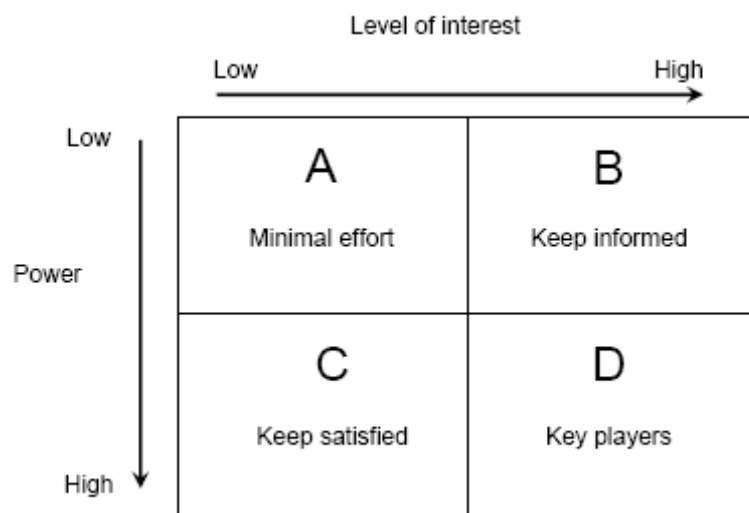 Level of interest
Low High
Low
A B
Minimal effort Keep informed
Power
C D
Keep satisfied Key players
High